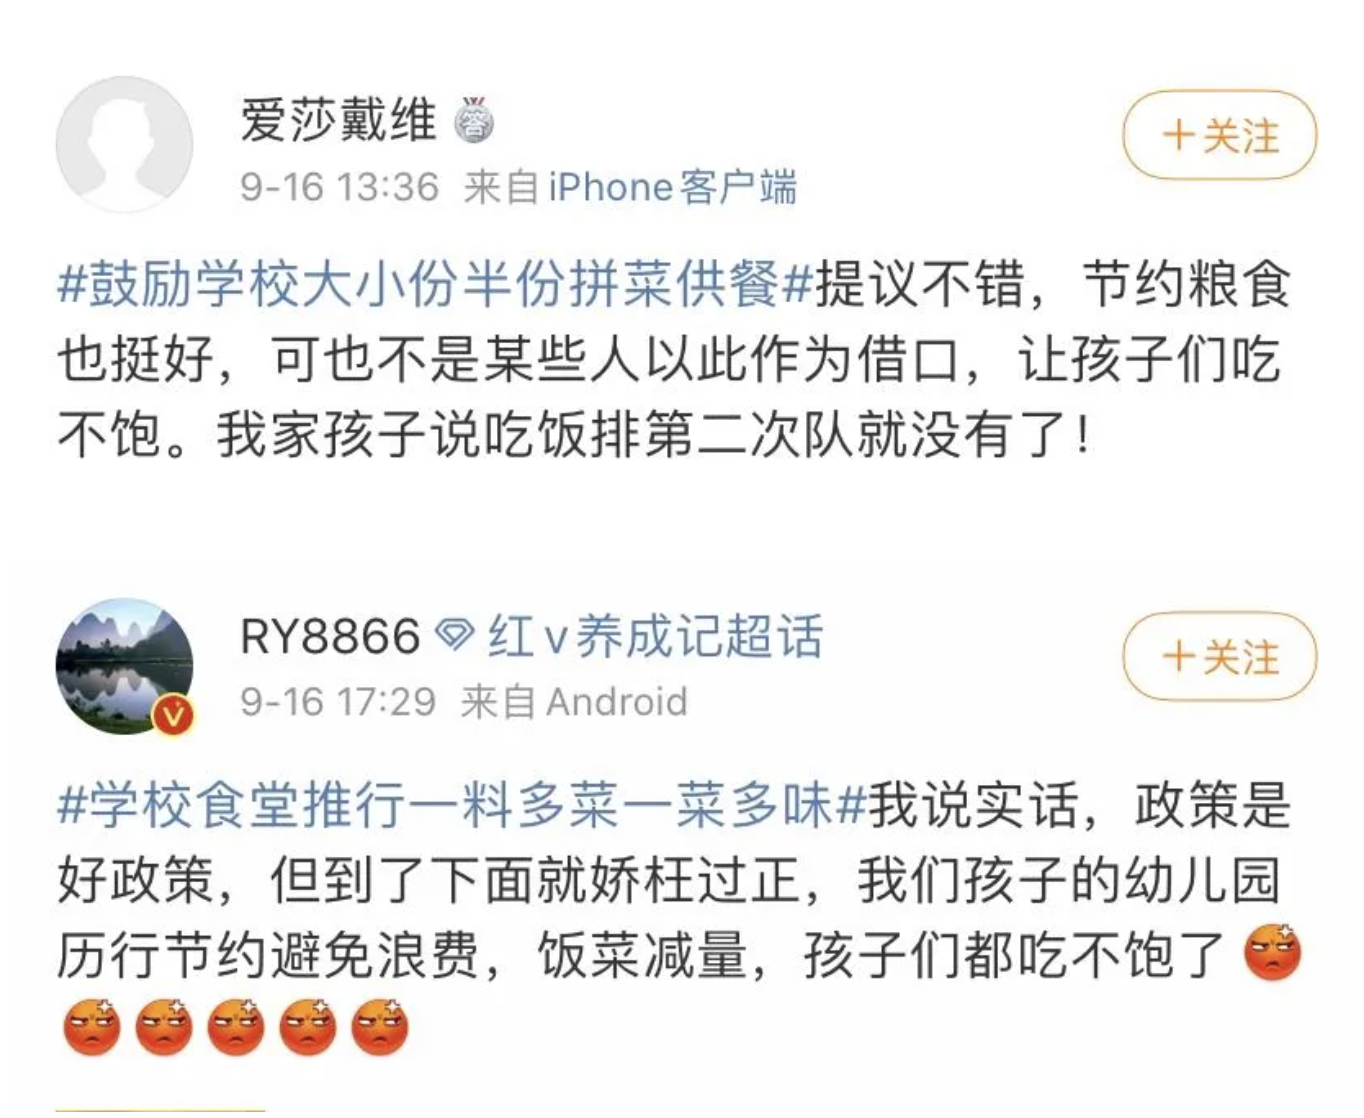 爱莎戴维
答
+关注
9-16 13:36 来自iPhone客户端
#鼓励学校大小份半份拼菜供餐#提议不错，节约粮食
也挺好，可也不是某些人以此作为借口，让孩子们吃
不饱。我家孩子说吃饭排第二次队就没有了！
RY8866 红v养成记超话
V
+关注
9-16 17:29 来自Android
#学校食堂推行一料多菜一菜多味#我说实话，政策是
好政策，但到了下面就娇枉过正，我们孩子的幼儿园
历行节约避免浪费，饭菜减量，孩子们都吃不饱了